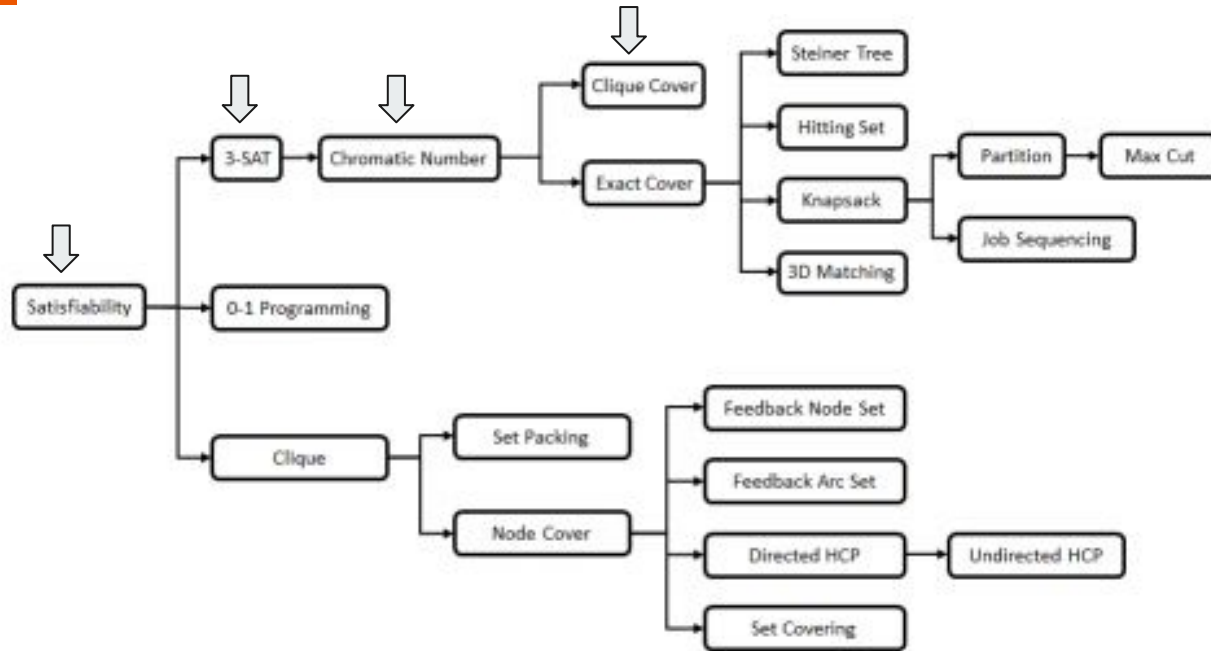 Steiner Tree
Clique Cover
Hitting Set
3-SAT
Chromatic Number
Partition
Max Cut
Exact Cover
Knapsack
Job Sequencing
3D Matching
Satisfiability
0-1 Programming
Feedback Node Set
Set Packing
Clique
Feedback Arc Set
Node Cover
Directed HCP
Undirected HCP
Set Covering